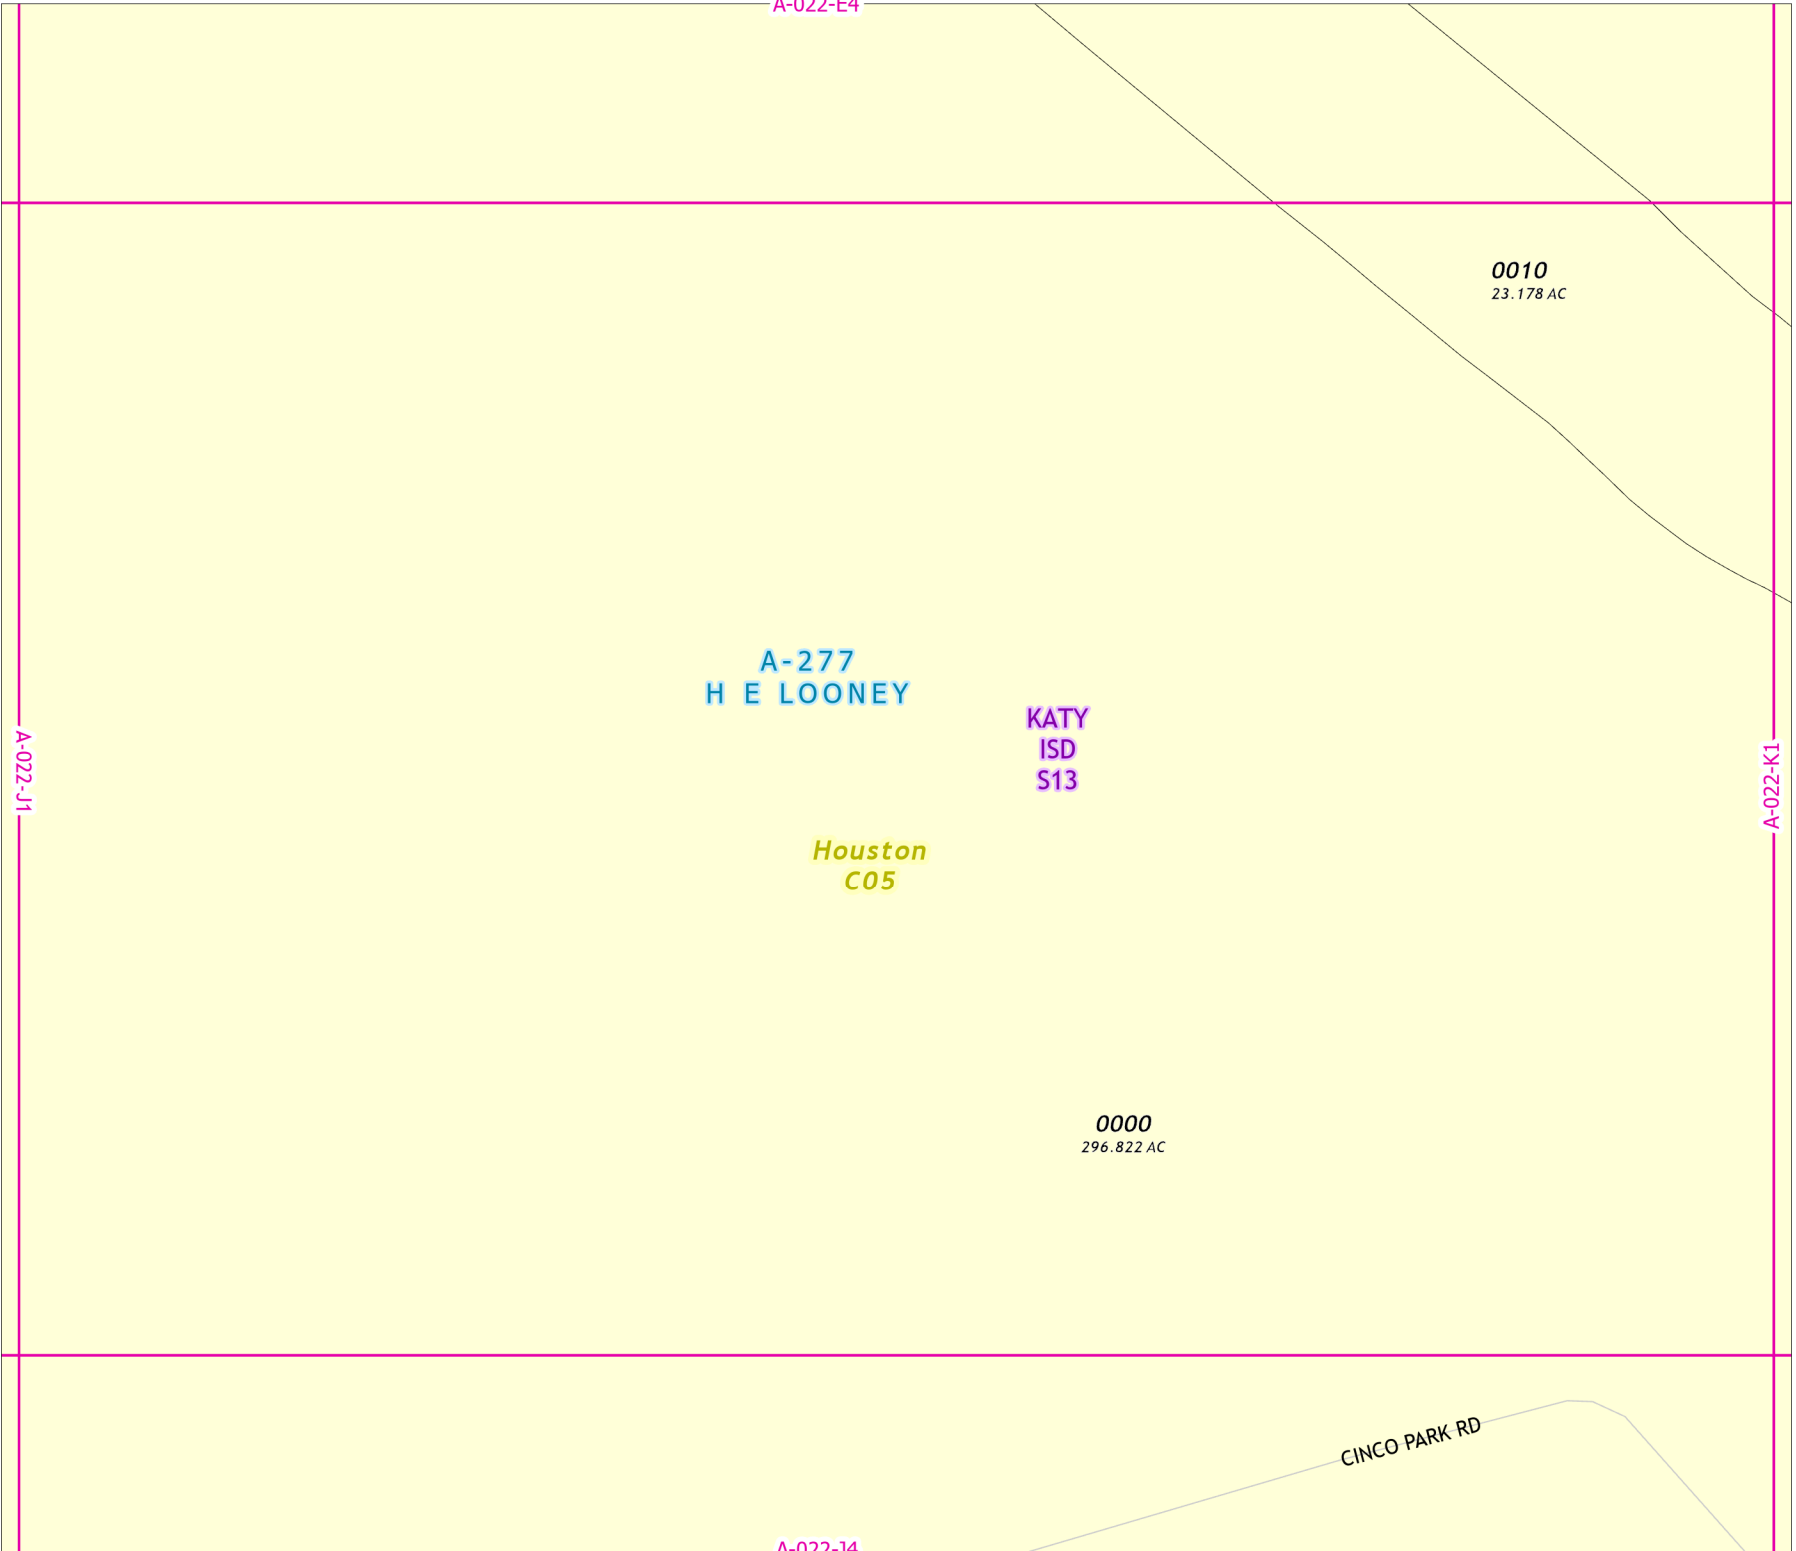 A-022-E4
0010
23.178 AC
A-277
H E LOONEY
KATY
ISD
S13
A-022-J1
A-022-K1
Houston
C05
0000
296.822 AC
CINCO PARK RD
A-022-J4